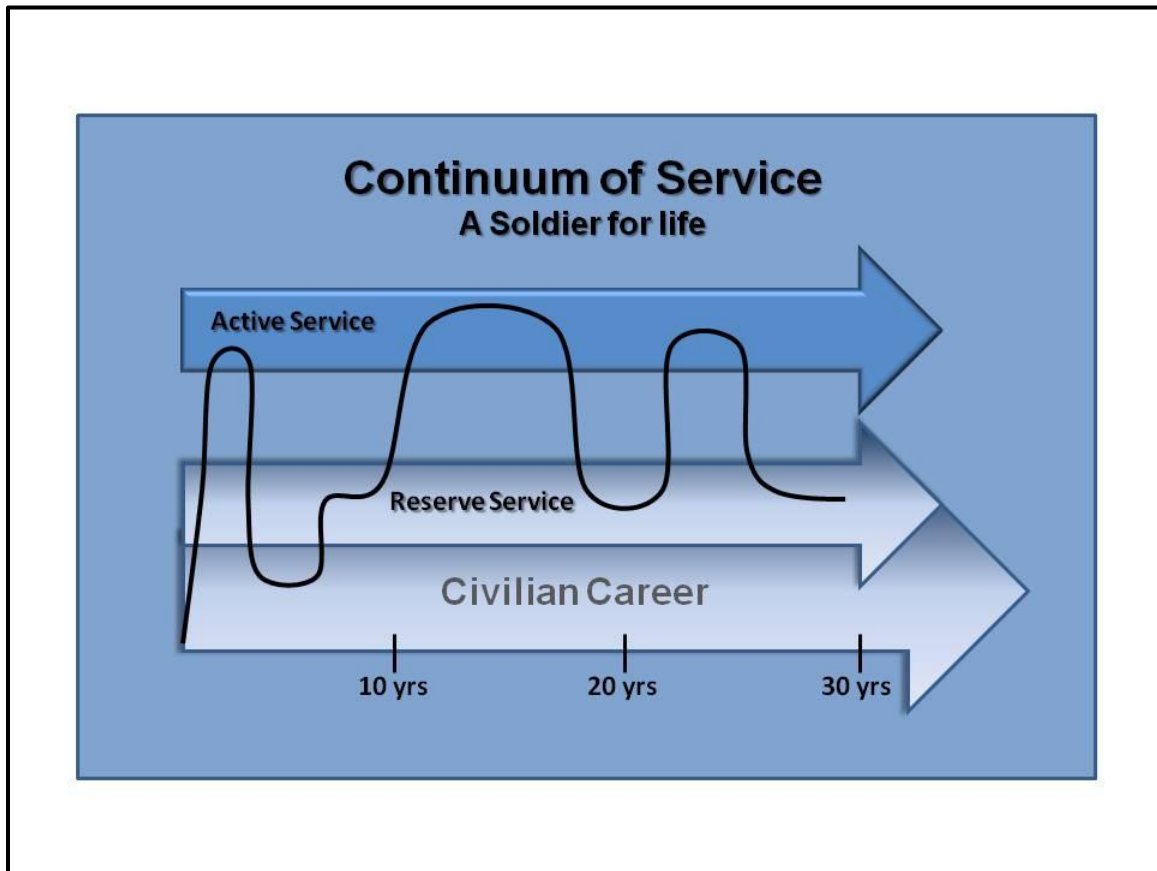 Continuum of Service
A Soldier for life
Active Service
Reserve Service
Civilian Career
10 yrs
20 yrs
30 yrs